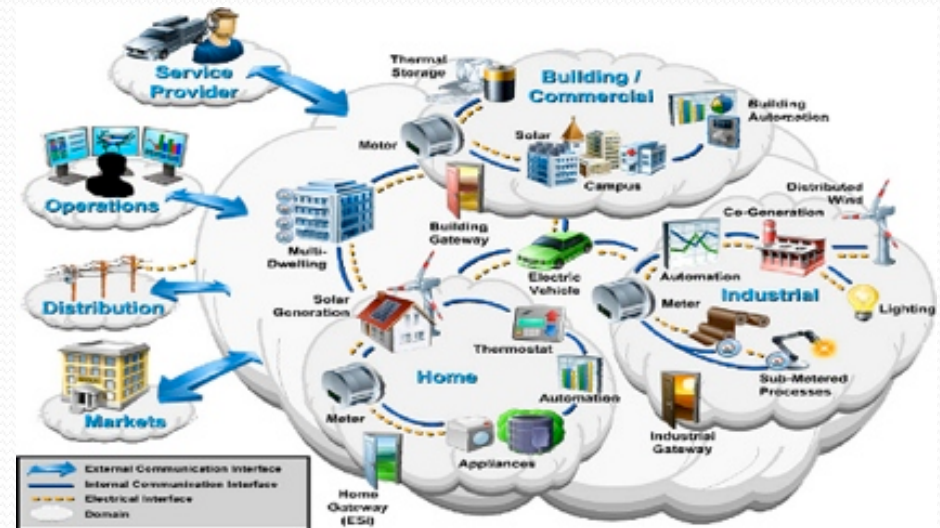 Service
Provider
Operations
Distribution
Markets
Thermal
Storage
Building /
Commercial
Building
Automation
Motor
Solar
Campus
Building
Gateway
Multi-
Dwelling
Electric
Vehicle
Distributed
Wind
Co-Generation
Automation
Meter
Industrial
Lighting
Sub-Metered
Processes
Industrial
Gateway
Solar
Generation
Thermostat
Home
Automation
Meter
Appliances
Home
Gateway
(ESI)
External Communication Interface
Internal Communication Interface
Electrical Interface
Domain